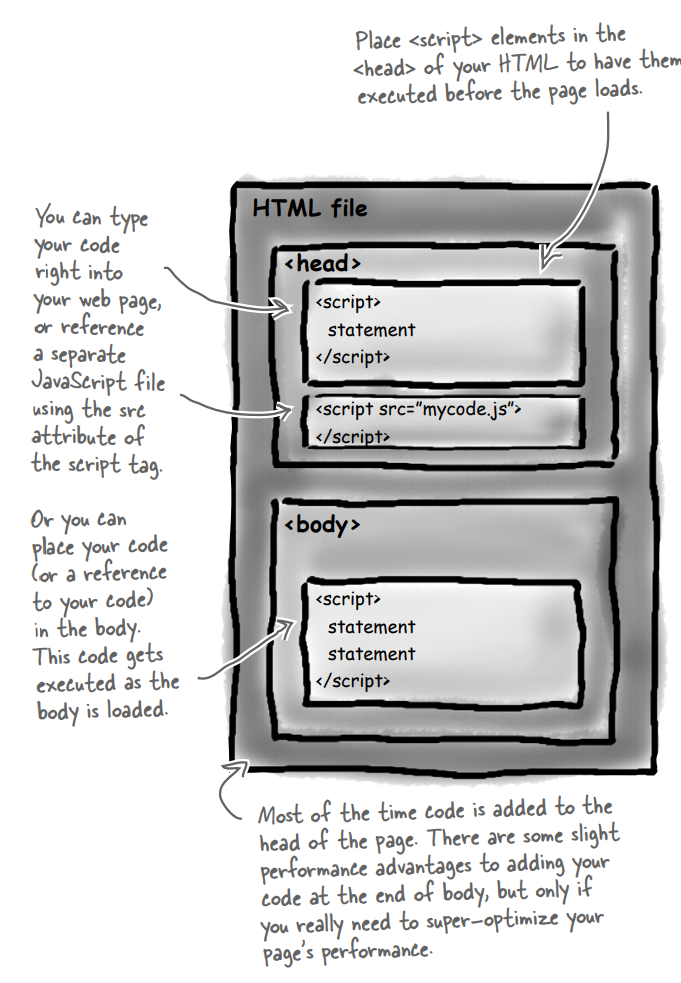 Place <script> elements in the
<head> of your HTML to have them
executed before the page loads.
HTML file
You can type
your code
right into
your web page,
or reference
a separate
JavaScript file
using the src
attribute of
the script tag.
<head>
<script>
statement
</script>
<script src="mycode.js">
</script>
Or you can
place your code
(or a reference
to your code)
in the body.
This code gets
executed as the
body is loaded.
<body>
<script>
statement
statement
</script>
Most of the time code is added to the
head of the page. There are some slight
performance advantages to adding your
code at the end of body, but only if
you really need to super-optimize your
page's performance.